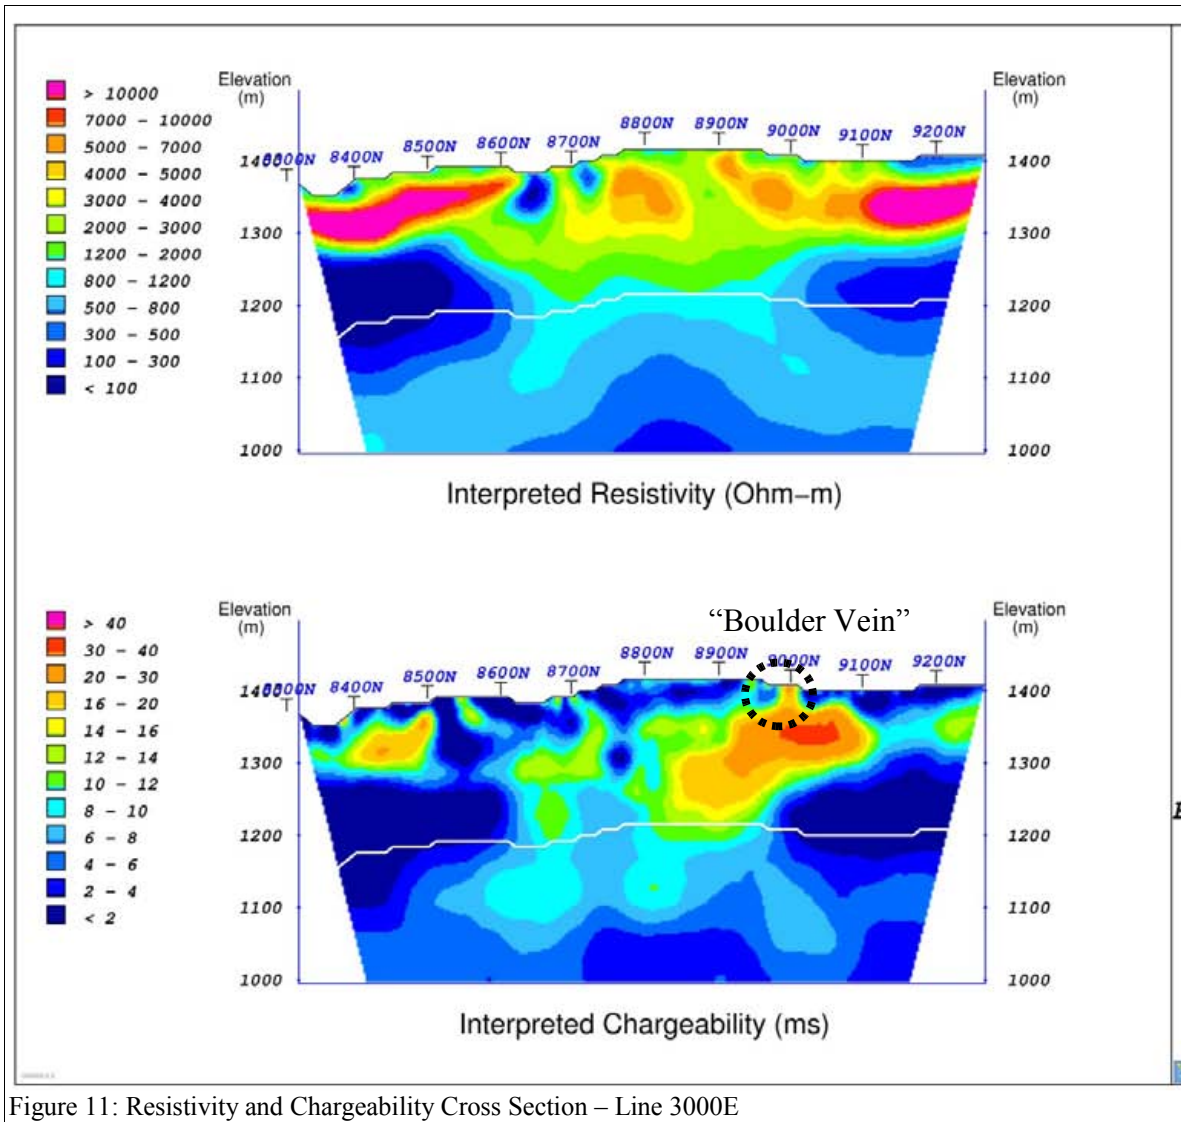 Elevation
(m)
Elevation
(m)
> 10000
7000 – 10000
5000 – 7000
4000 – 5000
3000 – 4000
2000 – 3000
1200 – 2000
800 – 1200
500 – 800
300 – 500
100 – 300
< 100
8400N 8500N 8600N 8700N 8800N 8900N 9000N 9100N 9200N
1400 1400
1300 1300
1200 1200
1100 1100
1000 1000
Interpreted Resistivity (Ohm–m)
Elevation
(m)
Elevation
(m)
> 40
30 – 40
20 – 30
16 – 20
14 – 16
12 – 14
10 – 12
8 – 10
6 – 8
4 – 6
2 – 4
< 2
“Boulder Vein”
8400N 8500N 8600N 8700N 8800N 8900N 9000N 9100N 9200N
1400 1400
1300 1300
1200 1200
1100 1100
1000 1000
Interpreted Chargeability (ms)
Figure 11: Resistivity and Chargeability Cross Section – Line 3000E